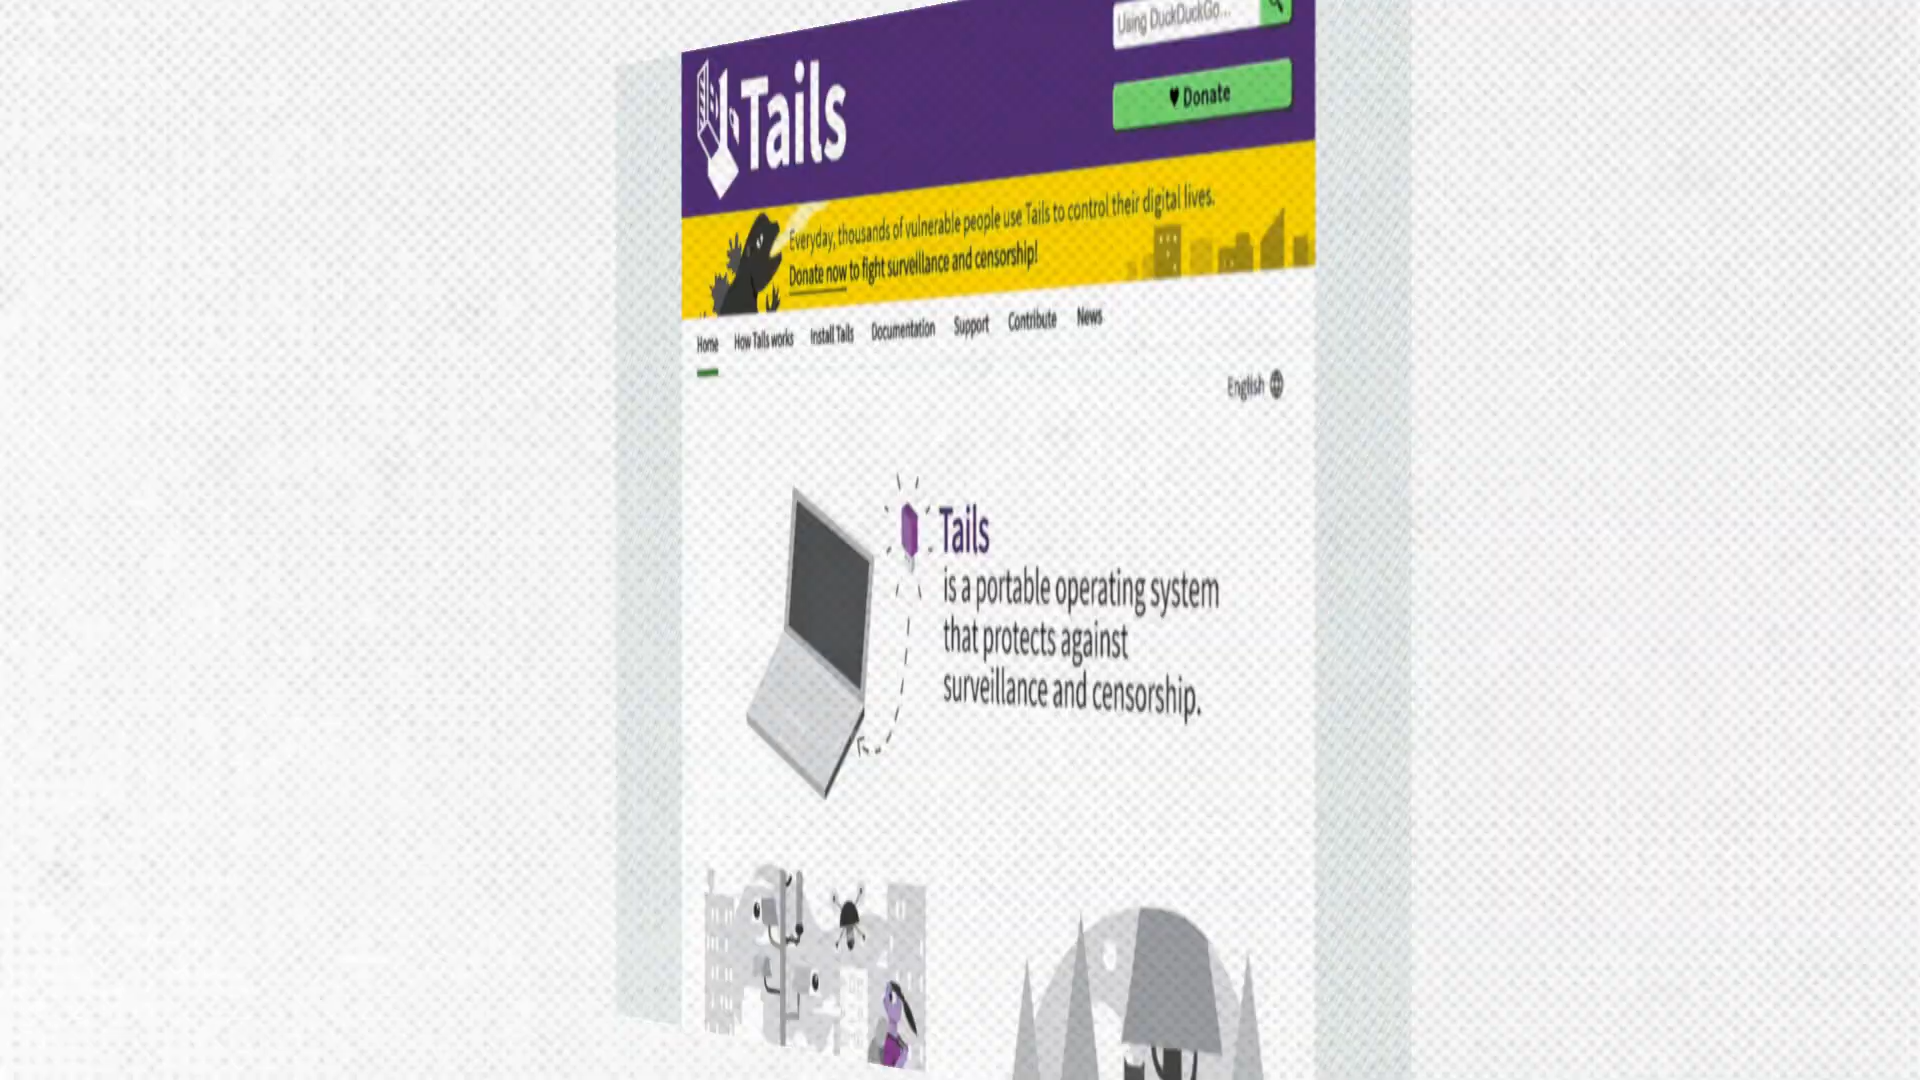 Using DuckDuckGo...
Tails
Donate
Everyday, thousands of vulnerable people use Tails to control their digital lives.
Donate now to fight surveillance and censorship!
Home How Tails works Install Tails Documentation Support Contribute News
English
Tails
is a portable operating system
that protects against
surveillance and censorship.